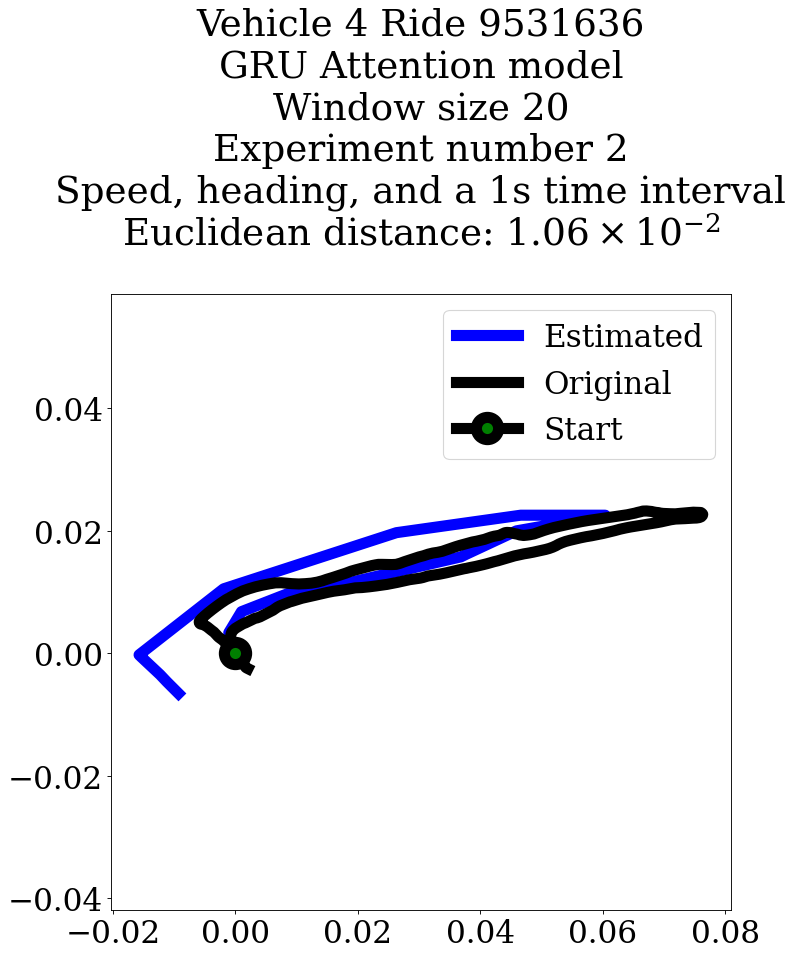 Vehicle 4 Ride 9531636
GRU Attention model
Window size 20
Experiment number 2
Speed, heading, and a 1s time interval
Euclidean distance: 1.06 × 10⁻²
Estimated
Original
Start
0.04
0.02
0.00
−0.02
−0.04
−0.02 0.00 0.02 0.04 0.06 0.08